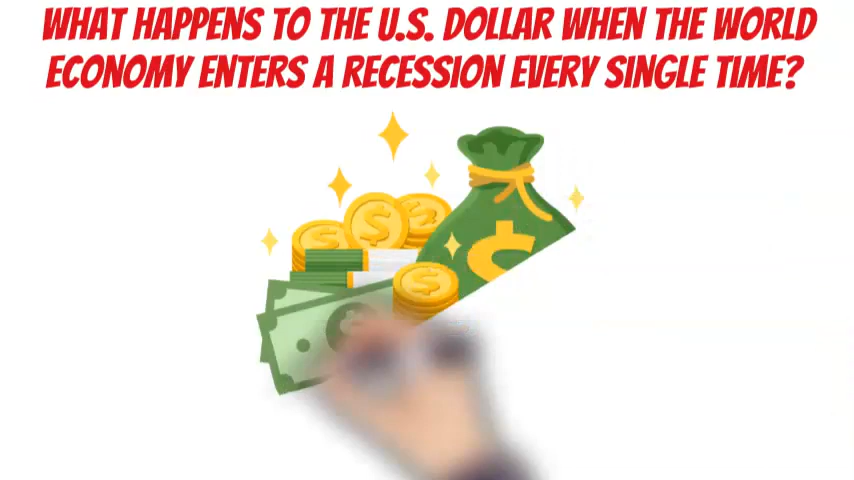 WHAT HAPPENS TO THE U.S. DOLLAR WHEN THE WORLD
ECONOMY ENTERS A RECESSION EVERY SINGLE TIME?
$
$
$
$